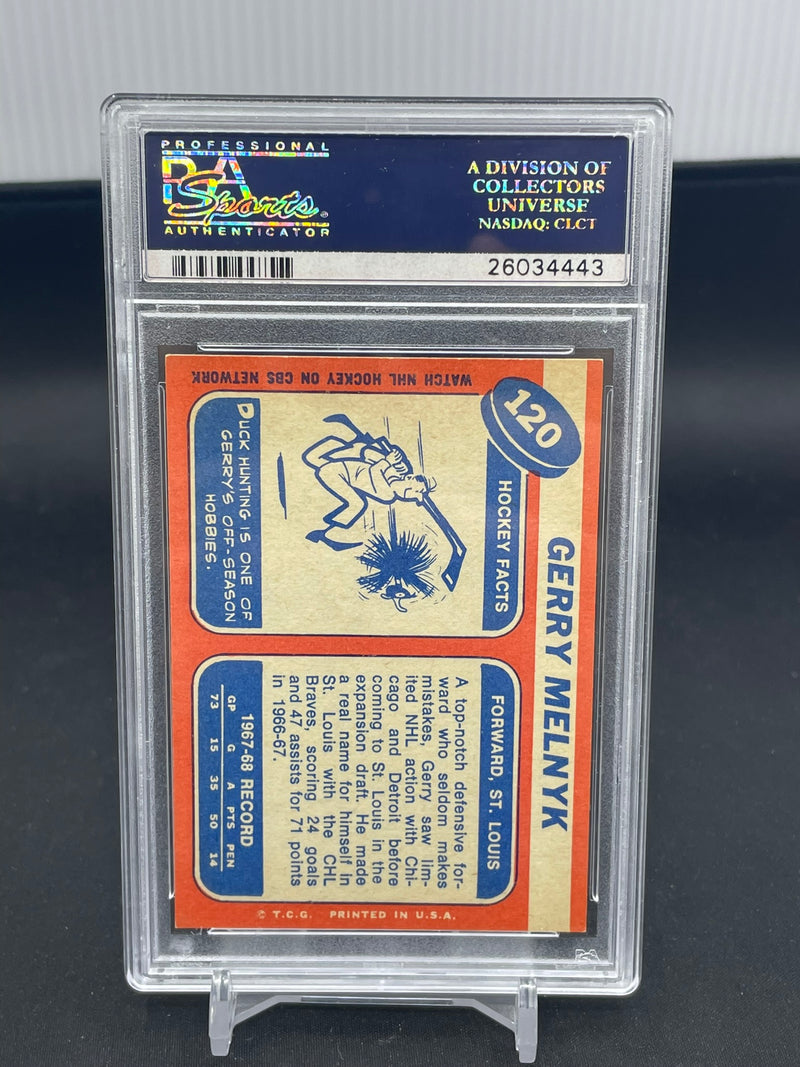 PROFESSIONAL
PSA
Sports
AUTHENTICATOR
A DIVISION OF
COLLECTORS
UNIVERSE
NASDAQ: CLCT
26034443
120
GERRY MELNYK
HOCKEY FACTS
DUCK HUNTING IS ONE OF
GERRY'S OFF-SEASON
HOBBIES.
WATCH NHL HOCKEY ON CBS NETWORK
FORWARD, ST. LOUIS
A top-notch defensive for-
ward who seldom makes
mistakes, Gerry saw lim-
ited NHL action with Chi-
cago and Detroit before
coming to St. Louis in the
expansion draft. He made
a real name for himself in
St. Louis with the CHL
Braves, scoring 24 goals
and 47 assists for 71 points
in 1966-67.
1967-68 RECORD
GP G A PTS PEN
73 15 35 50 14
© T.C.G. PRINTED IN U.S.A.